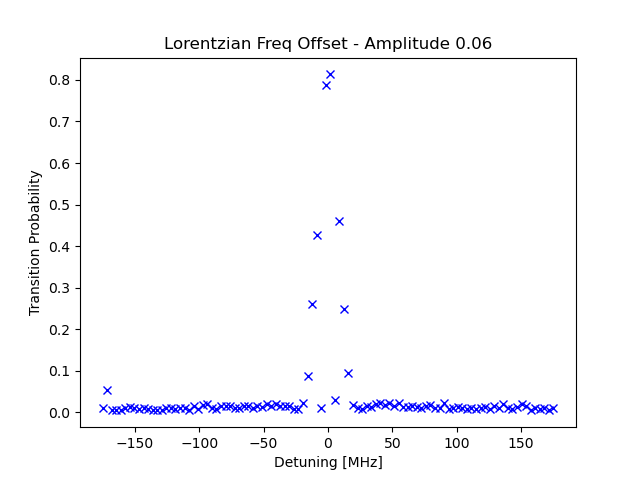 Lorentzian Freq Offset - Amplitude 0.06
Transition Probability
0.8
0.7
0.6
0.5
0.4
0.3
0.2
0.1
0.0
−150 −100 −50 0 50 100 150
Detuning [MHz]